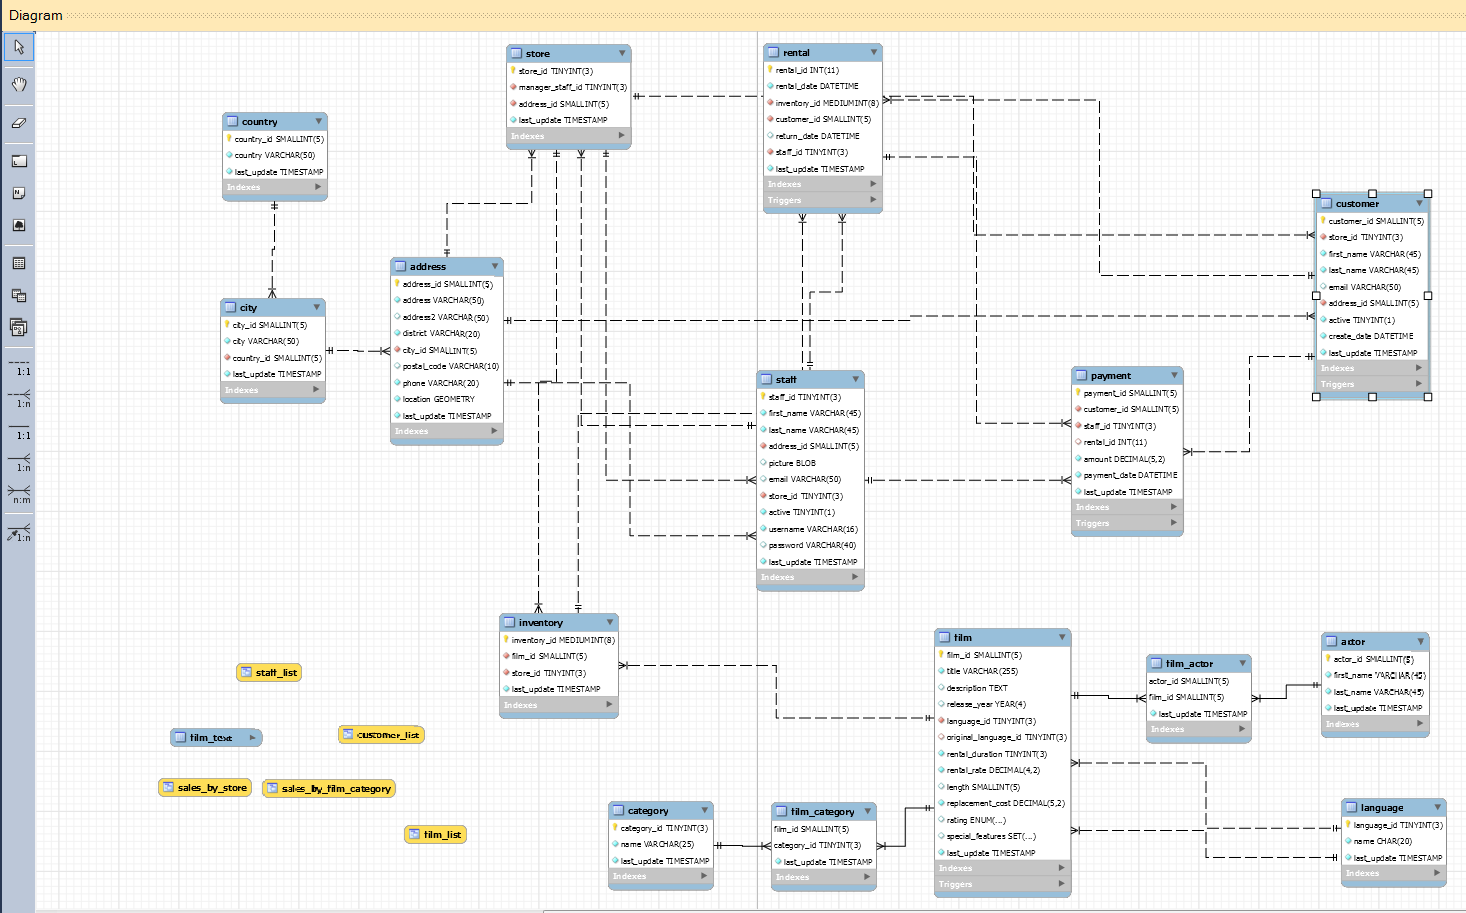 Diagram
1:1
1:n
1:1
1:n
n:m
1:n
store
store_id TINYINT(3)
manager_staff_id TINYINT(3)
address_id SMALLINT(5)
last_update TIMESTAMP
Indexes
rental
rental_id INT(11)
rental_date DATETIME
inventory_id MEDIUMINT(8)
customer_id SMALLINT(5)
return_date DATETIME
staff_id TINYINT(3)
last_update TIMESTAMP
Indexes
Triggers
country
country_id SMALLINT(5)
country VARCHAR(50)
last_update TIMESTAMP
Indexes
customer
customer_id SMALLINT(5)
store_id TINYINT(3)
first_name VARCHAR(45)
last_name VARCHAR(45)
email VARCHAR(50)
address_id SMALLINT(5)
active TINYINT(1)
create_date DATETIME
last_update TIMESTAMP
Indexes
Triggers
address
address_id SMALLINT(5)
address VARCHAR(50)
address2 VARCHAR(50)
district VARCHAR(20)
city_id SMALLINT(5)
postal_code VARCHAR(10)
phone VARCHAR(20)
location GEOMETRY
last_update TIMESTAMP
Indexes
city
city_id SMALLINT(5)
city VARCHAR(50)
country_id SMALLINT(5)
last_update TIMESTAMP
Indexes
staff
staff_id TINYINT(3)
first_name VARCHAR(45)
last_name VARCHAR(45)
address_id SMALLINT(5)
picture BLOB
email VARCHAR(50)
store_id TINYINT(3)
active TINYINT(1)
username VARCHAR(16)
password VARCHAR(40)
last_update TIMESTAMP
Indexes
payment
payment_id SMALLINT(5)
customer_id SMALLINT(5)
staff_id TINYINT(3)
rental_id INT(11)
amount DECIMAL(5,2)
payment_date DATETIME
last_update TIMESTAMP
Indexes
Triggers
inventory
inventory_id MEDIUMINT(8)
film_id SMALLINT(5)
store_id TINYINT(3)
last_update TIMESTAMP
Indexes
film
film_id SMALLINT(5)
title VARCHAR(255)
description TEXT
release_year YEAR(4)
language_id TINYINT(3)
original_language_id TINYINT(3)
rental_duration TINYINT(3)
rental_rate DECIMAL(4,2)
length SMALLINT(5)
replacement_cost DECIMAL(5,2)
rating ENUM(...)
special_features SET(...)
last_update TIMESTAMP
Indexes
Triggers
film_actor
actor_id SMALLINT(5)
film_id SMALLINT(5)
last_update TIMESTAMP
Indexes
actor
actor_id SMALLINT(5)
first_name VARCHAR(45)
last_name VARCHAR(45)
last_update TIMESTAMP
Indexes
staff_list
film_text
customer_list
sales_by_store
sales_by_film_category
film_list
category
category_id TINYINT(3)
name VARCHAR(25)
last_update TIMESTAMP
Indexes
film_category
film_id SMALLINT(5)
category_id TINYINT(3)
last_update TIMESTAMP
Indexes
language
language_id TINYINT(3)
name CHAR(20)
last_update TIMESTAMP
Indexes